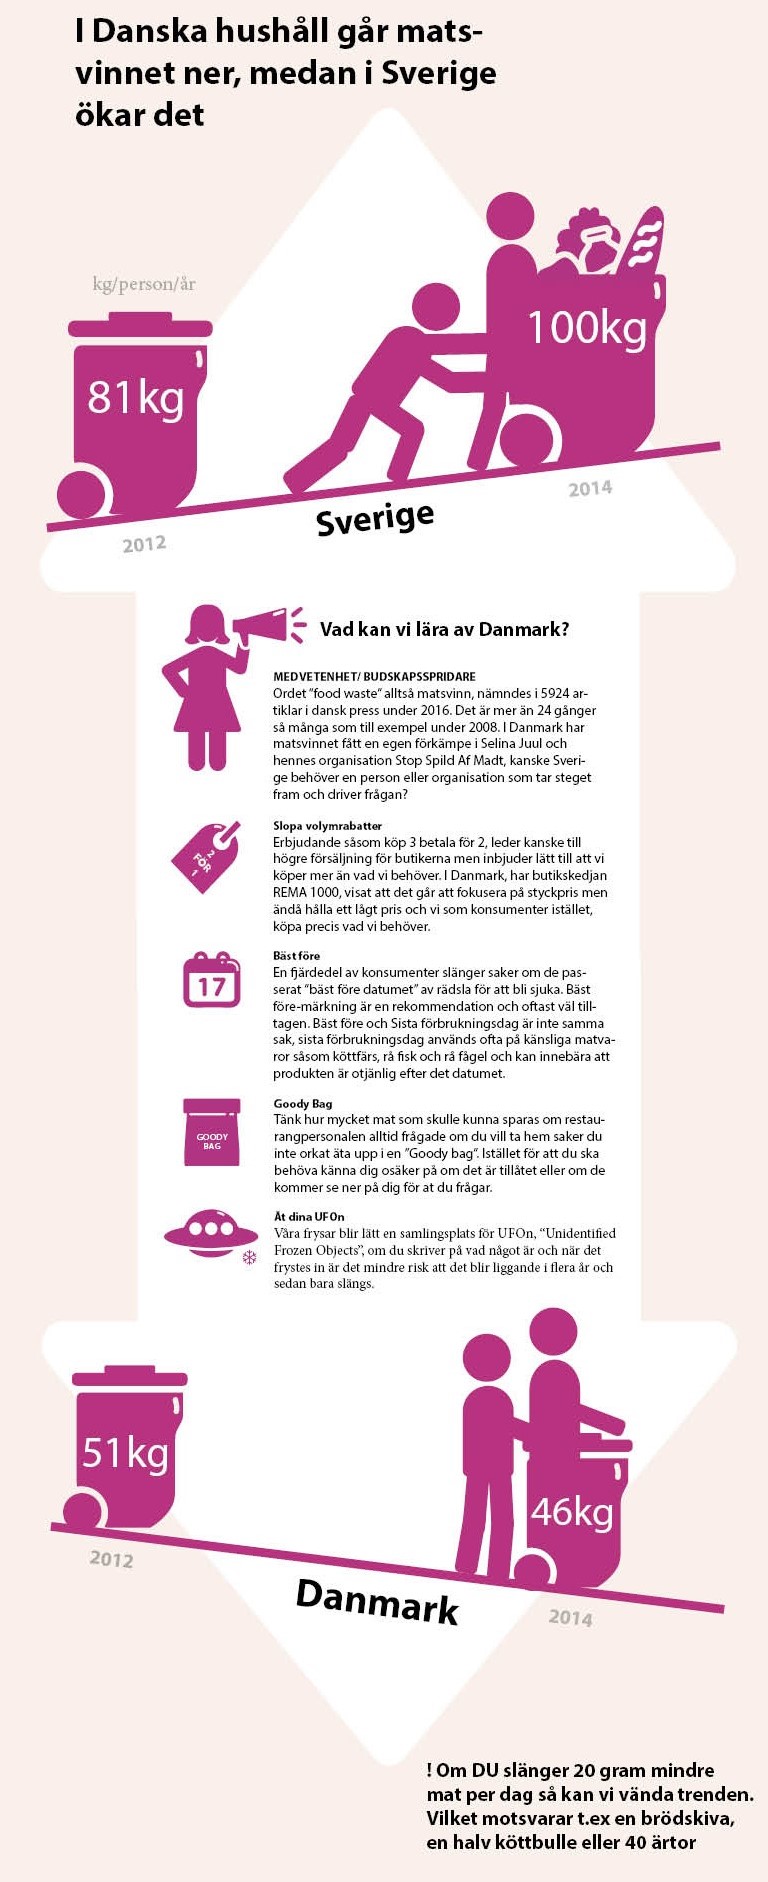 I Danska hushåll går mats-
vinnet ner, medan i Sverige
ökar det
kg/person/år
81kg
100kg
2012
Sverige
2014
Vad kan vi lära av Danmark?
MEDVETENHET/ BUDSKAPSSPRIDARE
Ordet "food waste" alltså matsvinn, nämndes i 5924 ar-
tiklar i dansk press under 2016. Det är mer än 24 gånger
så många som till exempel under 2008. I Danmark har
matsvinnet fått en egen förkämpe i Selina Juul och
hennes organisation Stop Spild Af Madt, kanske Sveri-
ge behöver en person eller organisation som tar steget
fram och driver frågan?
2
FÖR
1
Slopa volymrabatter
Erbjudande såsom köp 3 betala för 2, leder kanske till
högre försäljning för butikerna men inbjuder lätt till att vi
köper mer än vad vi behöver. I Danmark, har butikskedjan
REMA 1000, visat att det går att fokusera på styckpris men
ändå hålla ett lågt pris och vi som konsumenter istället,
köpa precis vad vi behöver.
17
Bäst före
En fjärdedel av konsumenter slänger saker om de pas-
serat "bäst före datumet" av rädsla för att bli sjuka. Bäst
före-märkning är en rekommendation och oftast väl till-
tagen. Bäst före och Sista förbrukningsdag är inte samma
sak, sista förbrukningsdag används ofta på känsliga matva-
ror såsom köttfärs, rå fisk och rå fågel och kan innebära att
produkten är otjänlig efter det datumet.
GOODY
BAG
Goody Bag
Tänk hur mycket mat som skulle kunna sparas om restau-
rangpersonalen alltid frågade om du vill ta hem saker du
inte orkat äta upp i en "Goody bag". Istället för att du ska
behöva känna dig osäker på om det är tillåtet eller om de
kommer se ner på dig för at du frågar.
Ät dina UFOn
Våra frysar blir lätt en samlingsplats för UFOn, "Unidentified
Frozen Objects", om du skriver på vad något är och när det
frystes in är det mindre risk att det blir liggande i flera år och
sedan bara slängs.
51kg
46kg
2012
Danmark
2014
! Om DU slänger 20 gram mindre
mat per dag så kan vi vända trenden.
Vilket motsvarar t.ex en brödskiva,
en halv köttbulle eller 40 ärtor